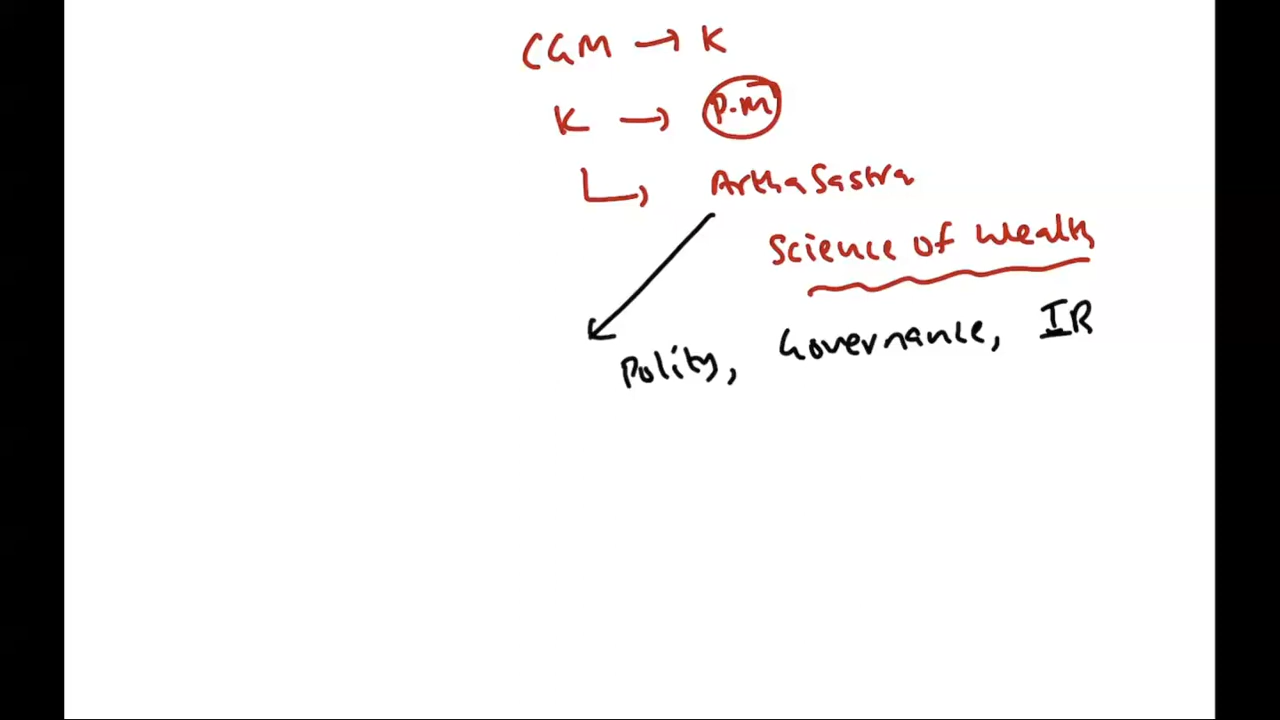 CGM → K
K → P.M
↳ ArthaSastra
Science of Wealth
Polity, Governance, IR